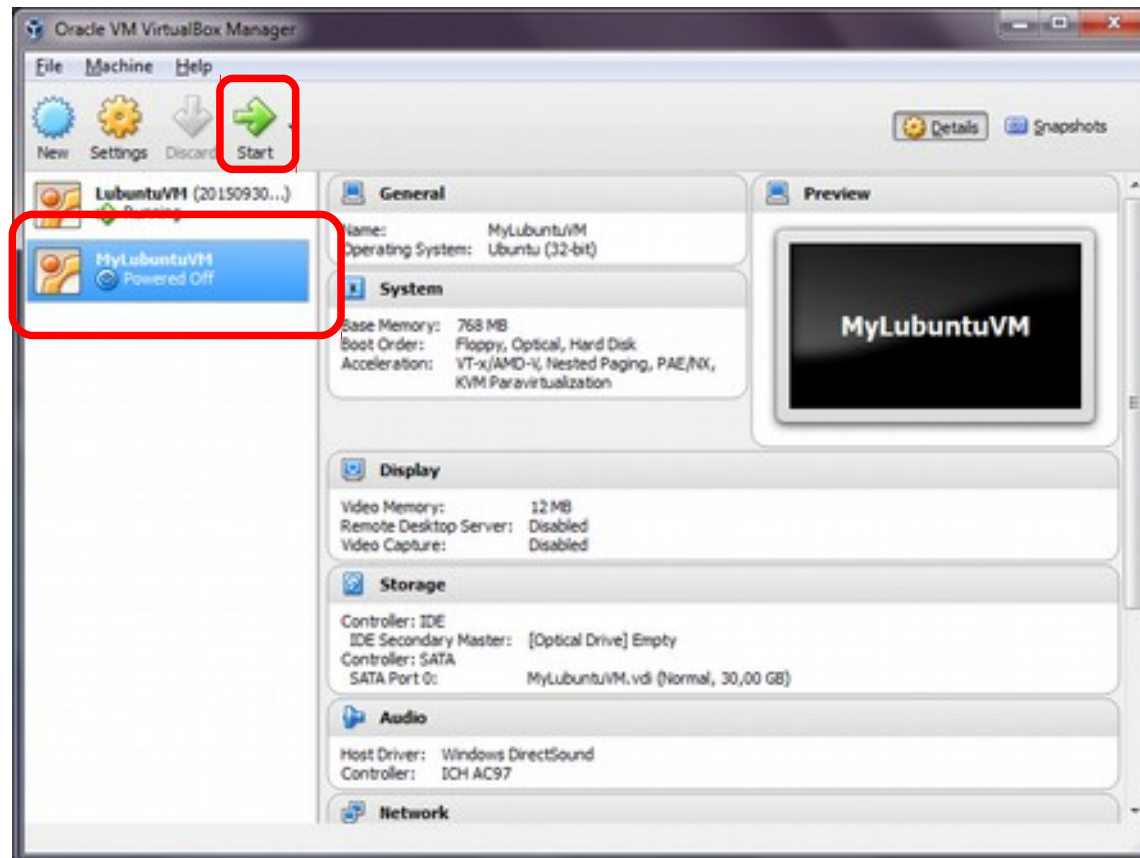 Oracle VM VirtualBox Manager
File Machine Help
New Settings Discard Start
Details Snapshots
LubuntuVM (20150930...)
Running
MyLubuntuVM
Powered Off
General
Name: MyLubuntuVM
Operating System: Ubuntu (32-bit)
System
Base Memory: 768 MB
Boot Order: Floppy, Optical, Hard Disk
Acceleration: VT-x/AMD-V, Nested Paging, PAE/NX,
KVM Paravirtualization
Preview
MyLubuntuVM
Display
Video Memory: 12 MB
Remote Desktop Server: Disabled
Video Capture: Disabled
Storage
Controller: IDE
IDE Secondary Master: [Optical Drive] Empty
Controller: SATA
SATA Port 0: MyLubuntuVM.vdi (Normal, 30,00 GB)
Audio
Host Driver: Windows DirectSound
Controller: ICH AC97
Network